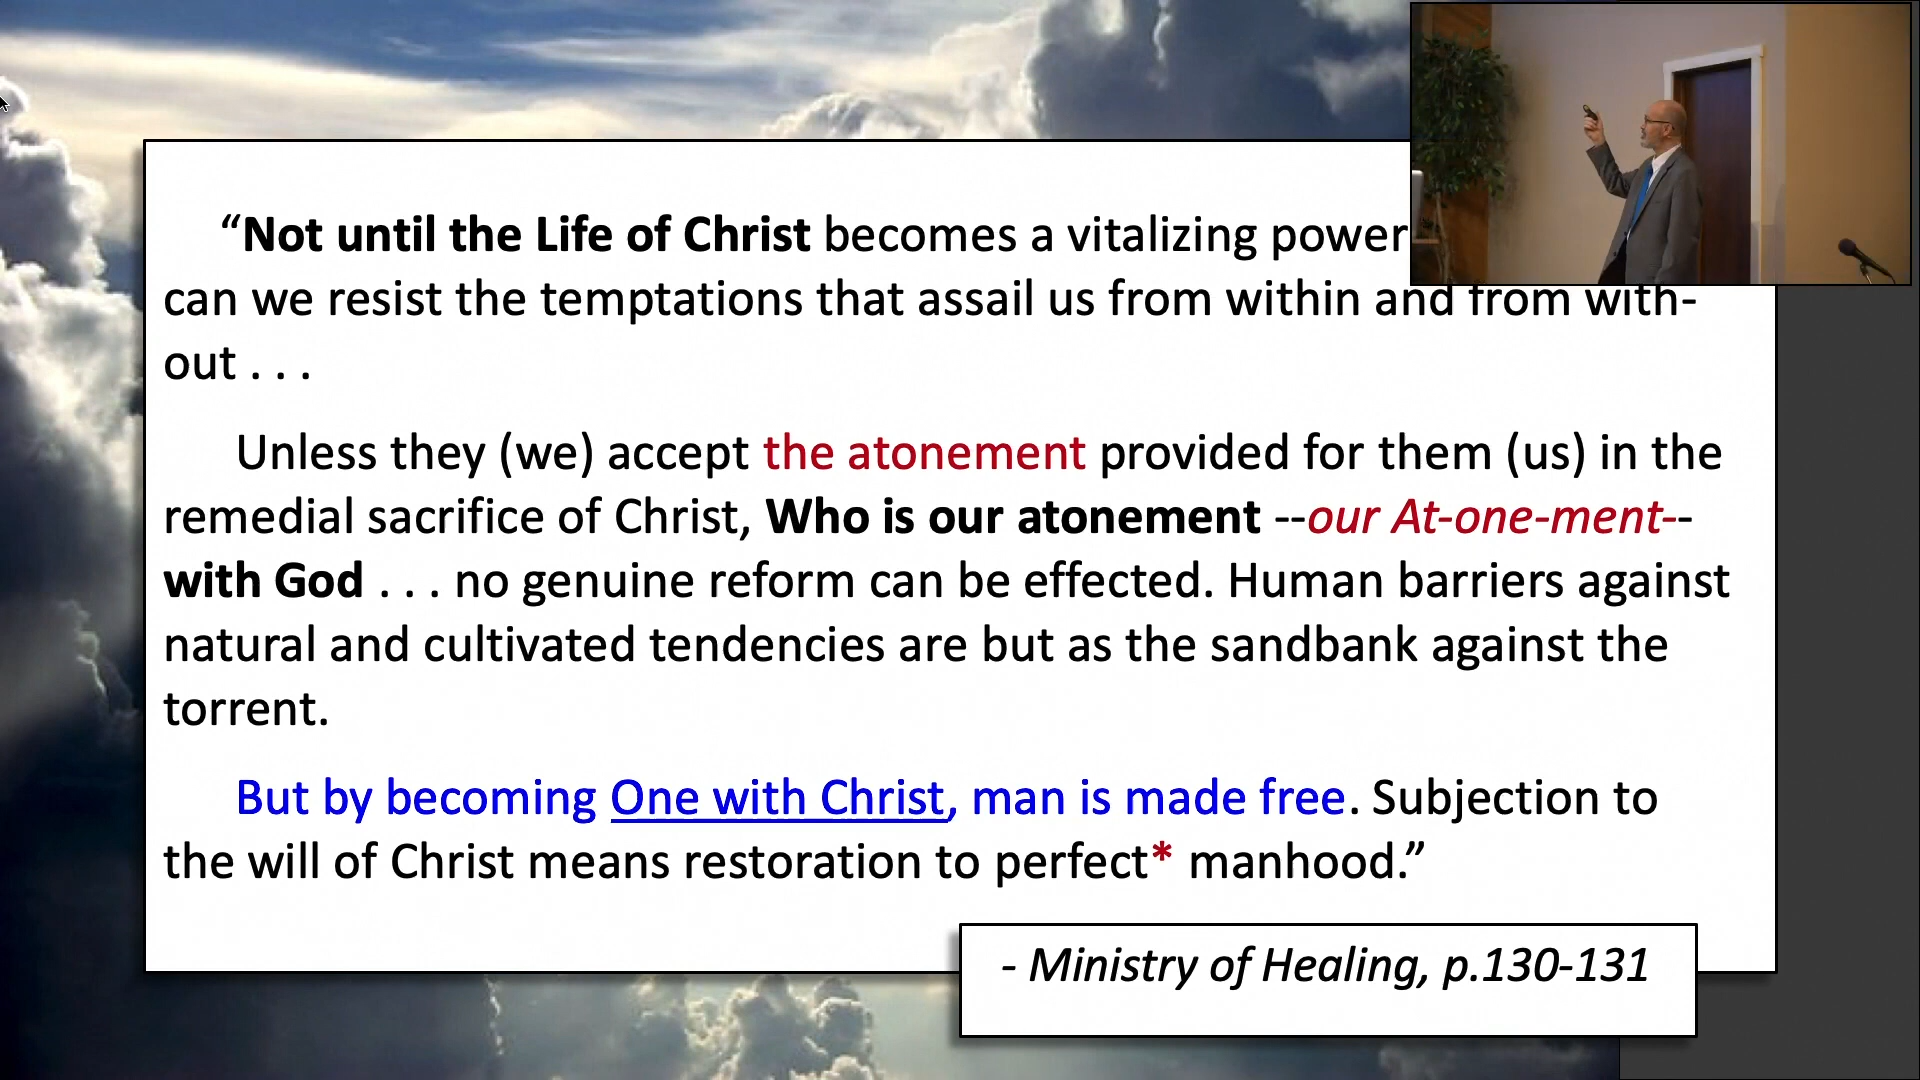 “Not until the Life of Christ becomes a vitalizing power
can we resist the temptations that assail us from within and from with-
out . . .
Unless they (we) accept the atonement provided for them (us) in the
remedial sacrifice of Christ, Who is our atonement --our At-one-ment--
with God . . . no genuine reform can be effected. Human barriers against
natural and cultivated tendencies are but as the sandbank against the
torrent.
But by becoming One with Christ, man is made free. Subjection to
the will of Christ means restoration to perfect* manhood.”
- Ministry of Healing, p.130-131